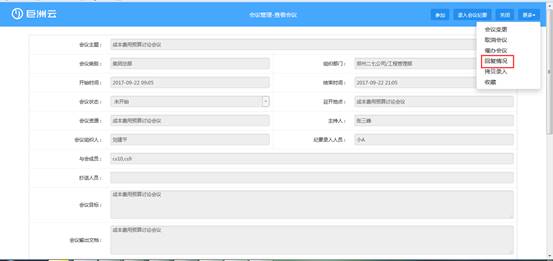 巨洲云 会议管理-查看会议 参加 录入会议纪要 关闭 更多
会议变更
取消会议
催办会议
回复情况
拷贝录入
收藏
会议主题： 成本费用预算讨论会议
会议类别： 集团总部 组织部门： 郑州二七公司/工程管理部
开始时间： 2017-09-22 09:05 结束时间： 2017-09-22 21:05
会议状态： 未开始 召开地点： 成本费用预算讨论会议
会议资源： 成本费用预算讨论会议 主持人： 张三峰
会议组织人： 刘建平 纪要录入人员： 小A
与会成员： cs10,cs9
抄送人员：
会议目标： 成本费用预算讨论会议
会议输出文档： 成本费用预算讨论会议